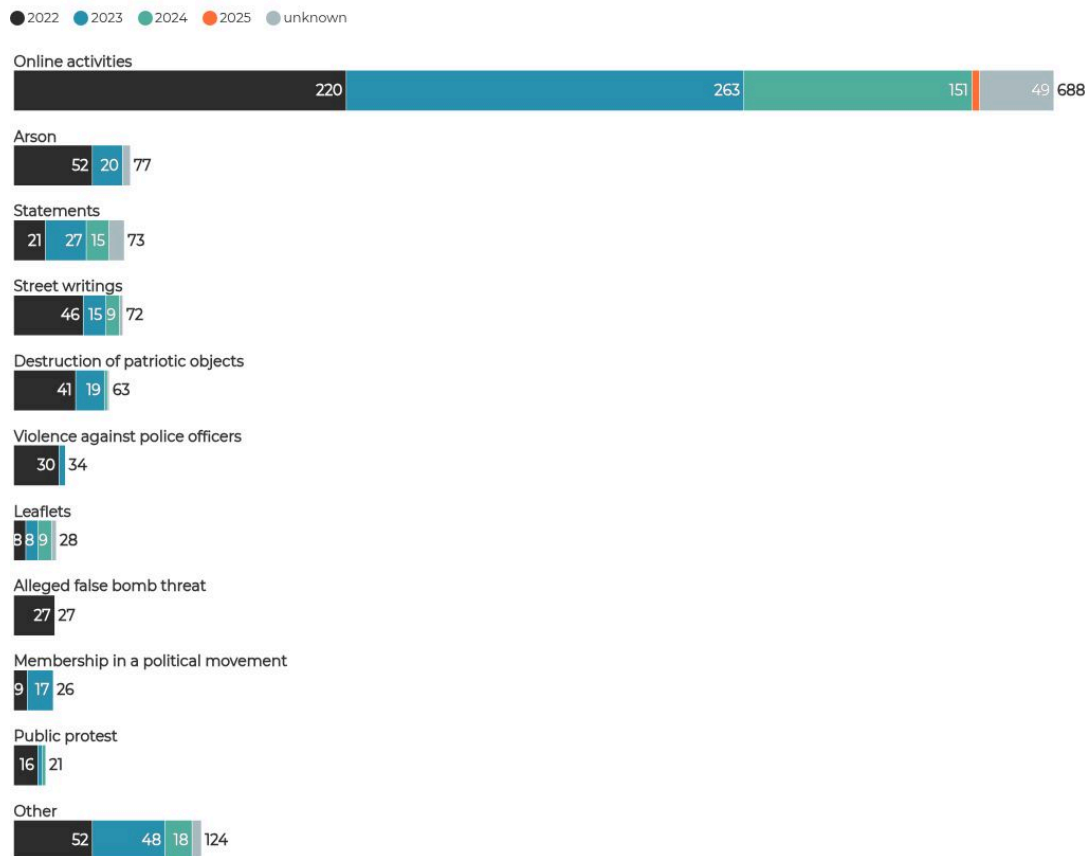 2022 2023 2024 2025 unknown
Online activities
220 263 151 49 688
Arson
52 20 77
Statements
21 27 15 73
Street writings
46 15 9 72
Destruction of patriotic objects
41 19 63
Violence against police officers
30 34
Leaflets
8 8 9 28
Alleged false bomb threat
27 27
Membership in a political movement
9 17 26
Public protest
16 21
Other
52 48 18 124